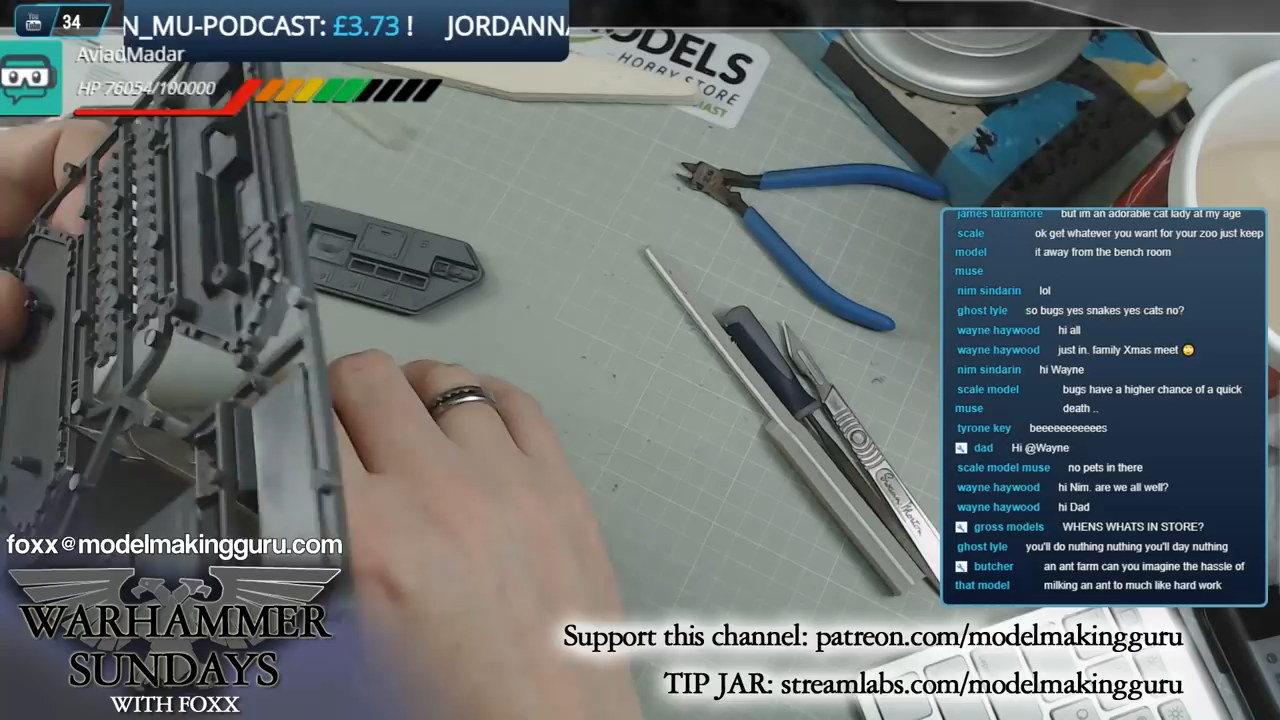 34
N_MU-PODCAST: £3.73 ! JORDANNA
AviadMadar
HP 76054/100000
MODELS
HOBBY STORE
james lauramore but im an adorable cat lady at my age
scale ok get whatever you want for your zoo just keep
model it away from the bench room
muse
nim sindarin lol
ghost lyle so bugs yes snakes yes cats no?
wayne haywood hi all
wayne haywood just in. family Xmas meet 🙄
nim sindarin hi Wayne
scale model bugs have a higher chance of a quick
muse death ..
tyrone key beeeeeeeeeees
dad Hi @Wayne
scale model muse no pets in there
wayne haywood hi Nim. are we all well?
wayne haywood hi Dad
gross models WHENS WHATS IN STORE?
ghost lyle you'll do nuthing nuthing you'll day nuthing
butcher an ant farm can you imagine the hassle of
that model milking an ant to much like hard work
Swann-Morton
foxx@modelmakingguru.com
WARHAMMER
SUNDAYS
WITH FOXX
Support this channel: patreon.com/modelmakingguru
TIP JAR: streamlabs.com/modelmakingguru